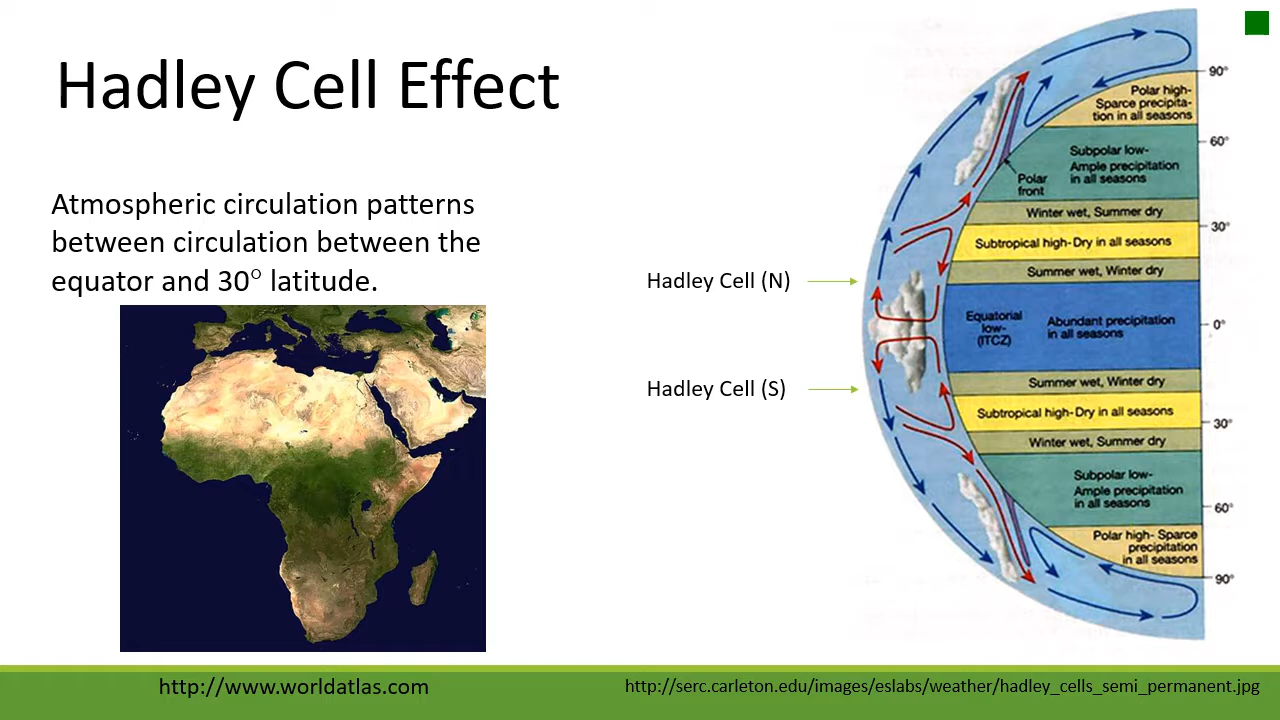 Hadley Cell Effect
Atmospheric circulation patterns
between circulation between the
equator and 30° latitude.
Hadley Cell (N)
Hadley Cell (S)
90°
Polar high-
Sparce precipita-
tion in all seasons
60°
Subpolar low-
Ample precipitation
in all seasons
Polar
front
Winter wet, Summer dry
30°
Subtropical high-Dry in all seasons
Summer wet, Winter dry
Equatorial
low-
(ITCZ)
Abundant precipitation
in all seasons
0°
Summer wet, Winter dry
Subtropical high-Dry in all seasons
30°
Winter wet, Summer dry
Subpolar low-
Ample precipitation
in all seasons
60°
Polar high- Sparce
precipitation
in all seasons
90°
http://www.worldatlas.com
http://serc.carleton.edu/images/eslabs/weather/hadley_cells_semi_permanent.jpg